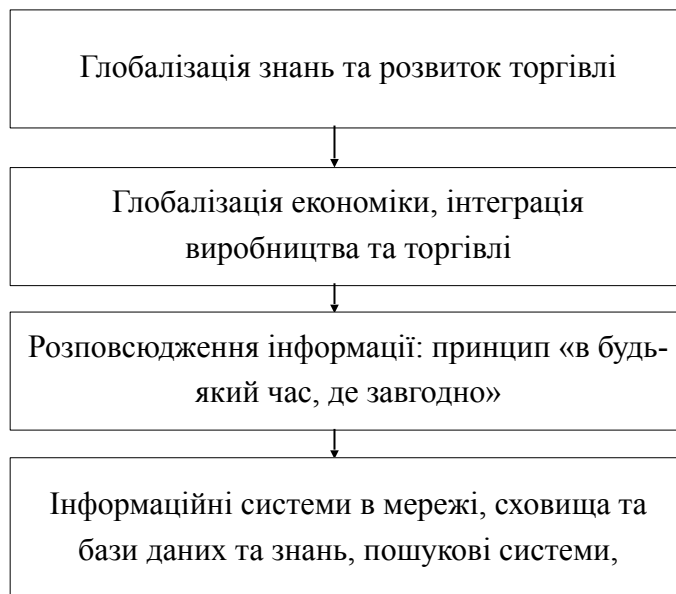 Глобалізація знань та розвиток торгівлі
Глобалізація економіки, інтеграція
виробництва та торгівлі
Розповсюдження інформації: принцип «в будь-
який час, де завгодно»
Інформаційні системи в мережі, сховища та
бази даних та знань, пошукові системи,